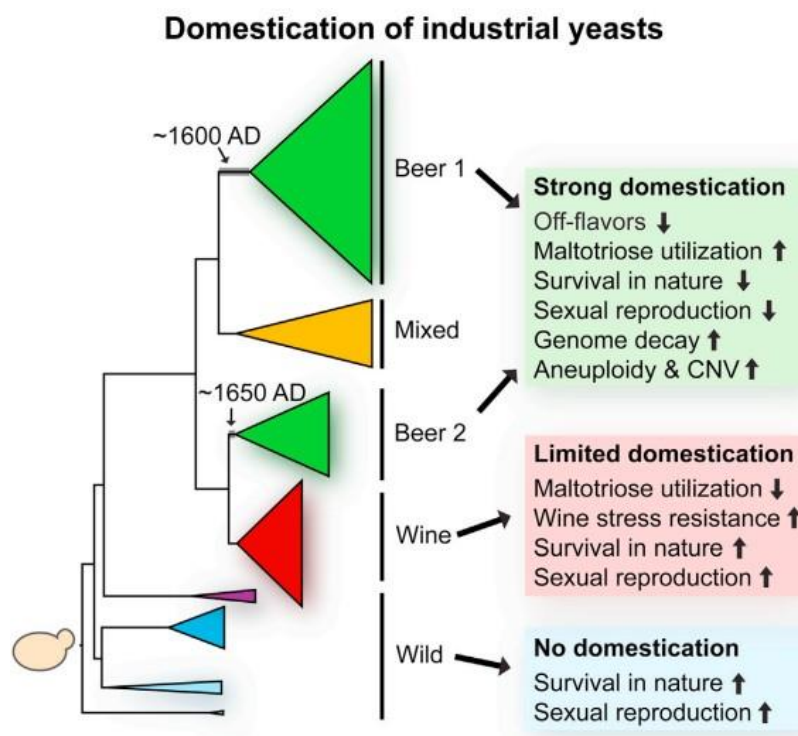 Domestication of industrial yeasts
~1600 AD
Beer 1
Mixed
~1650 AD
Beer 2
Wine
Wild
Strong domestication
Off-flavors ↓
Maltotriose utilization ↑
Survival in nature ↓
Sexual reproduction ↓
Genome decay ↑
Aneuploidy & CNV ↑
Limited domestication
Maltotriose utilization ↓
Wine stress resistance ↑
Survival in nature ↑
Sexual reproduction ↑
No domestication
Survival in nature ↑
Sexual reproduction ↑